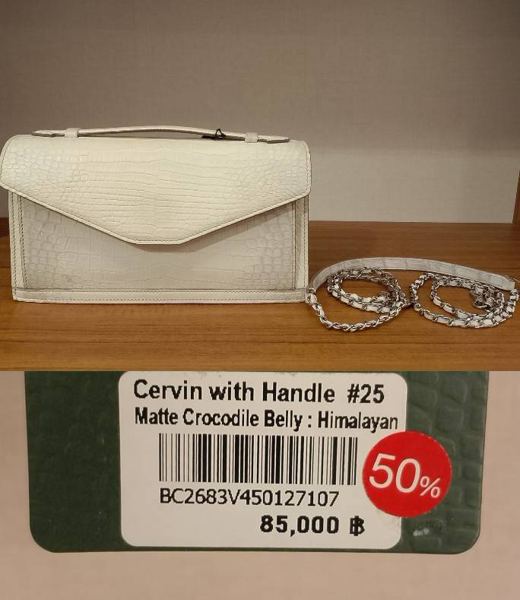 Cervin with Handle #25
Matte Crocodile Belly : Himalayan
50%
BC2683V450127107
85,000 ฿